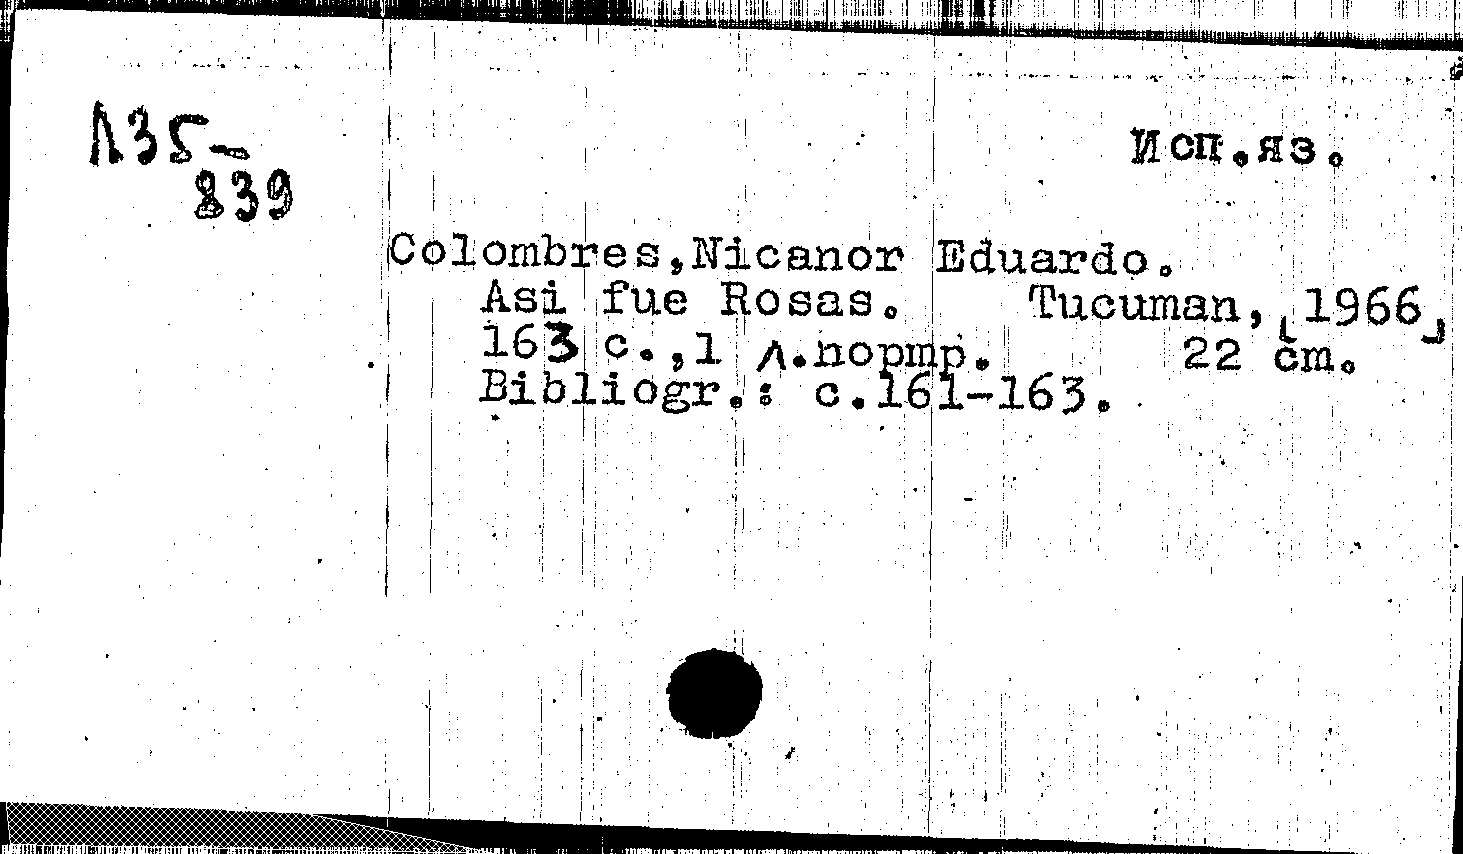 Л35-
839
Исп.яз.
Colombres,Nicanor Eduardo.
Asi fue Rosas. Tucuman, [1966]
163 с.,1 л.портр. 22 cm.
Bibliogr.: c.161-163.